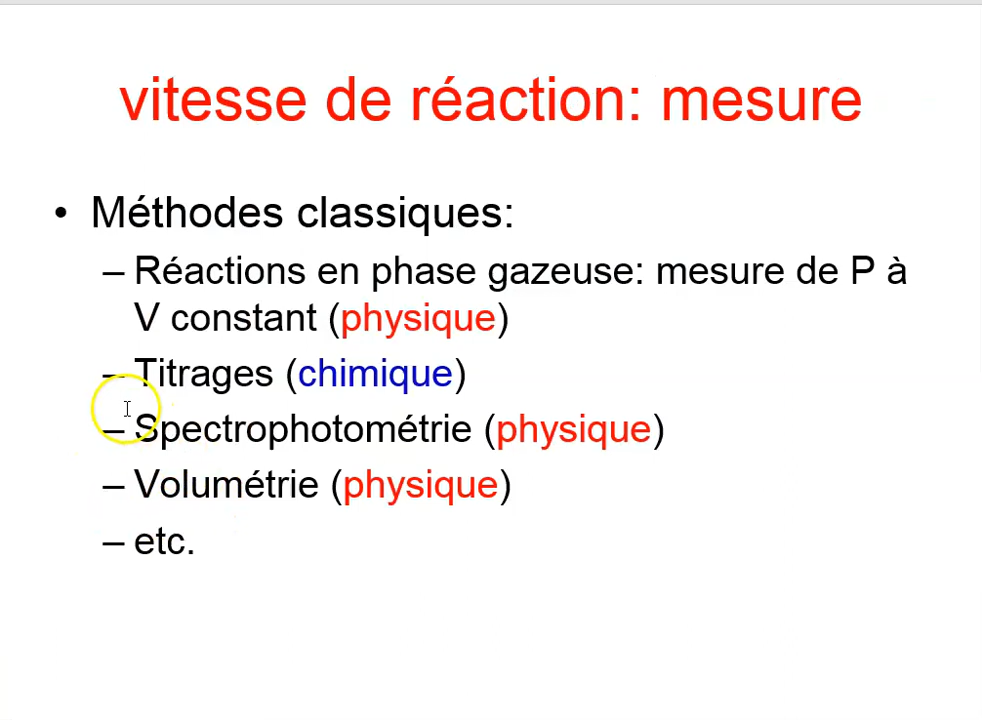 vitesse de réaction: mesure
• Méthodes classiques:
– Réactions en phase gazeuse: mesure de P à
V constant (physique)
– Titrages (chimique)
– Spectrophotométrie (physique)
– Volumétrie (physique)
– etc.